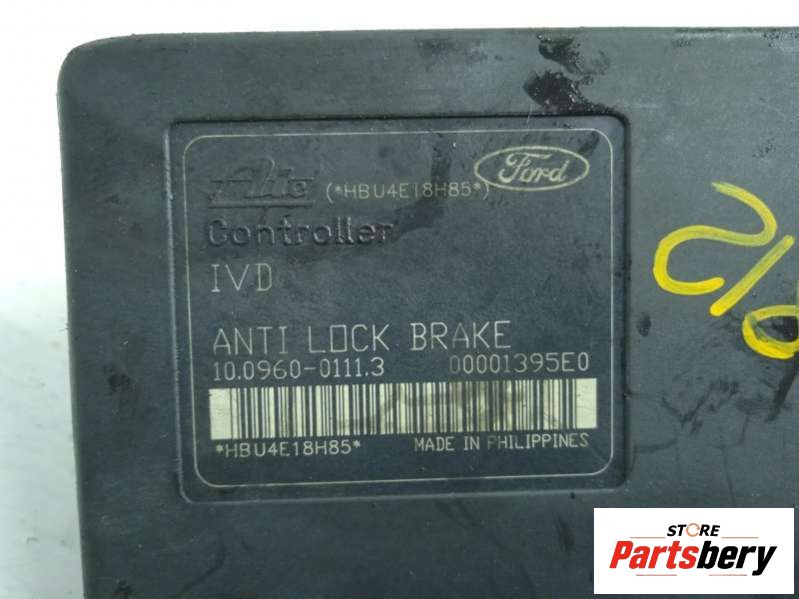 Ate (*HBU4E18H85*) Ford
Controller
IVD
ANTI LOCK BRAKE
10.0960-0111.3 00001395E0
*HBU4E18H85* MADE IN PHILIPPINES
STORE
Partsbery